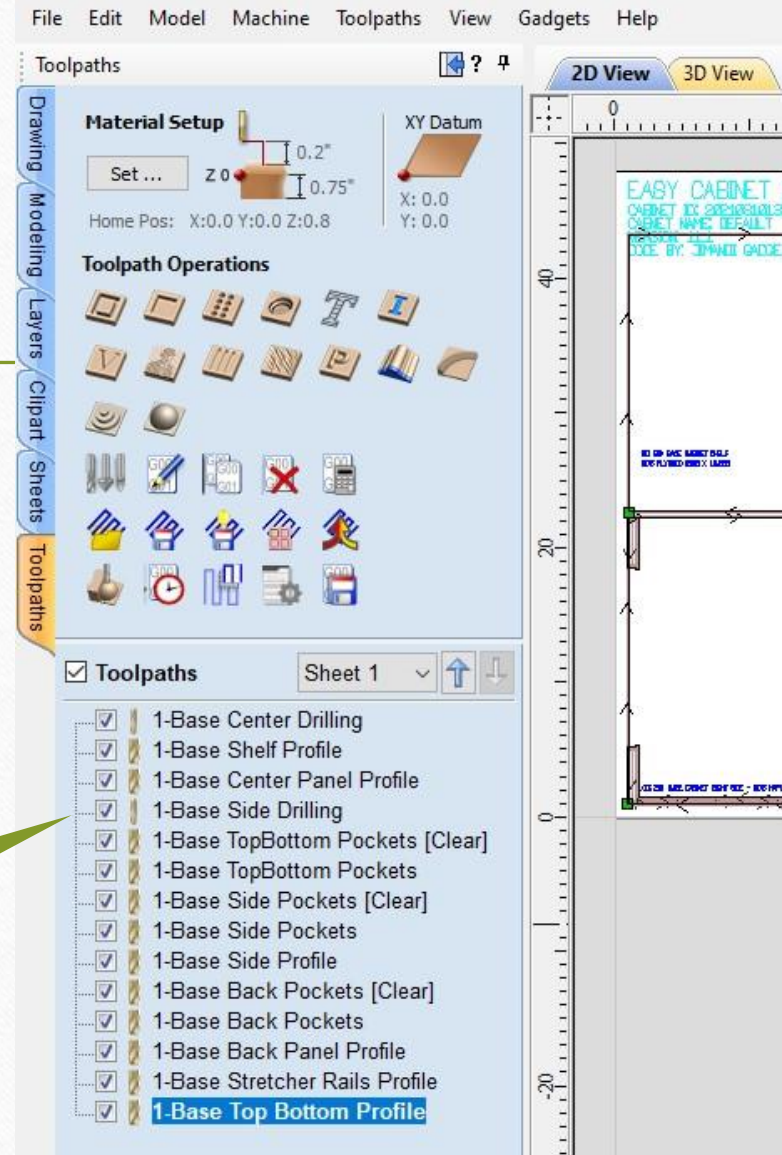 File Edit Model Machine Toolpaths View Gadgets Help
Toolpaths ?
2D View 3D View
Drawing
Modeling
Layers
Clipart
Sheets
Toolpaths
Material Setup
XY Datum
Set ...
Z 0
0.2"
0.75"
X: 0.0
Y: 0.0
Home Pos: X:0.0 Y:0.0 Z:0.8
Toolpath Operations
Toolpaths Sheet 1
1-Base Center Drilling
1-Base Shelf Profile
1-Base Center Panel Profile
1-Base Side Drilling
1-Base TopBottom Pockets [Clear]
1-Base TopBottom Pockets
1-Base Side Pockets [Clear]
1-Base Side Pockets
1-Base Side Profile
1-Base Back Pockets [Clear]
1-Base Back Pockets
1-Base Back Panel Profile
1-Base Stretcher Rails Profile
1-Base Top Bottom Profile
0
40
20
0
-20
EASY CABINET
CABINET NAME: DEFAULT